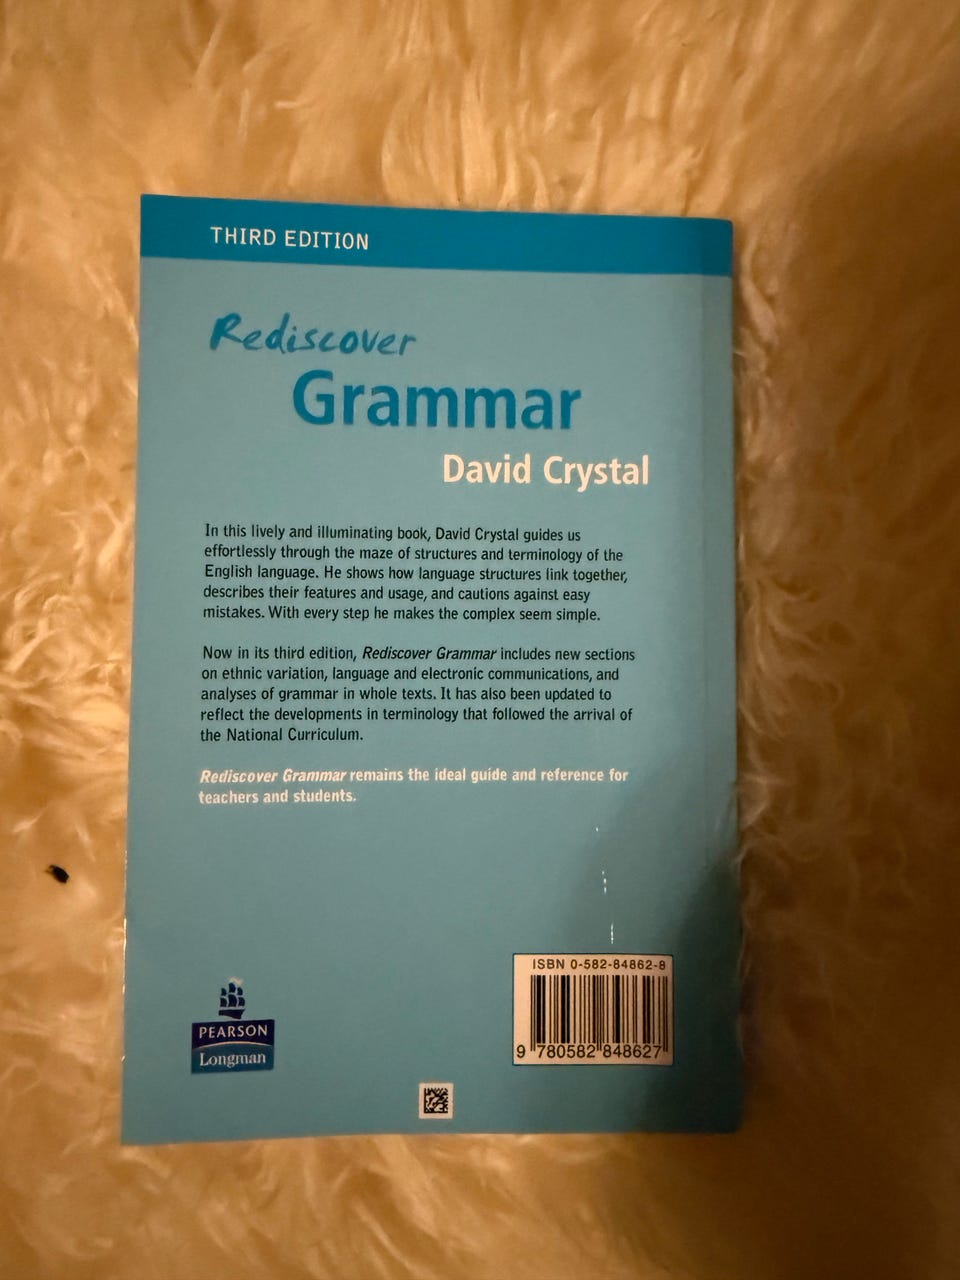 THIRD EDITION
Rediscover
Grammar
David Crystal
In this lively and illuminating book, David Crystal guides us
effortlessly through the maze of structures and terminology of the
English language. He shows how language structures link together,
describes their features and usage, and cautions against easy
mistakes. With every step he makes the complex seem simple.
Now in its third edition, Rediscover Grammar includes new sections
on ethnic variation, language and electronic communications, and
analyses of grammar in whole texts. It has also been updated to
reflect the developments in terminology that followed the arrival of
the National Curriculum.
Rediscover Grammar remains the ideal guide and reference for
teachers and students.
ISBN 0-582-84862-8
9 780582 848627
PEARSON
Longman